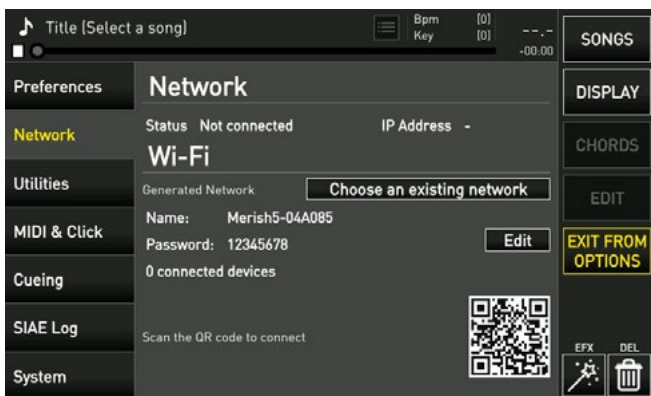 Title (Select a song)
Bpm [0]
Key [0]
--.-
-00:00
SONGS
DISPLAY
CHORDS
EDIT
EXIT FROM
OPTIONS
EFX DEL
Preferences
Network
Utilities
MIDI & Click
Cueing
SIAE Log
System
Network
Status Not connected IP Address -
Wi-Fi
Generated Network Choose an existing network
Name: Merish5-04A085
Password: 12345678 Edit
0 connected devices
Scan the QR code to connect